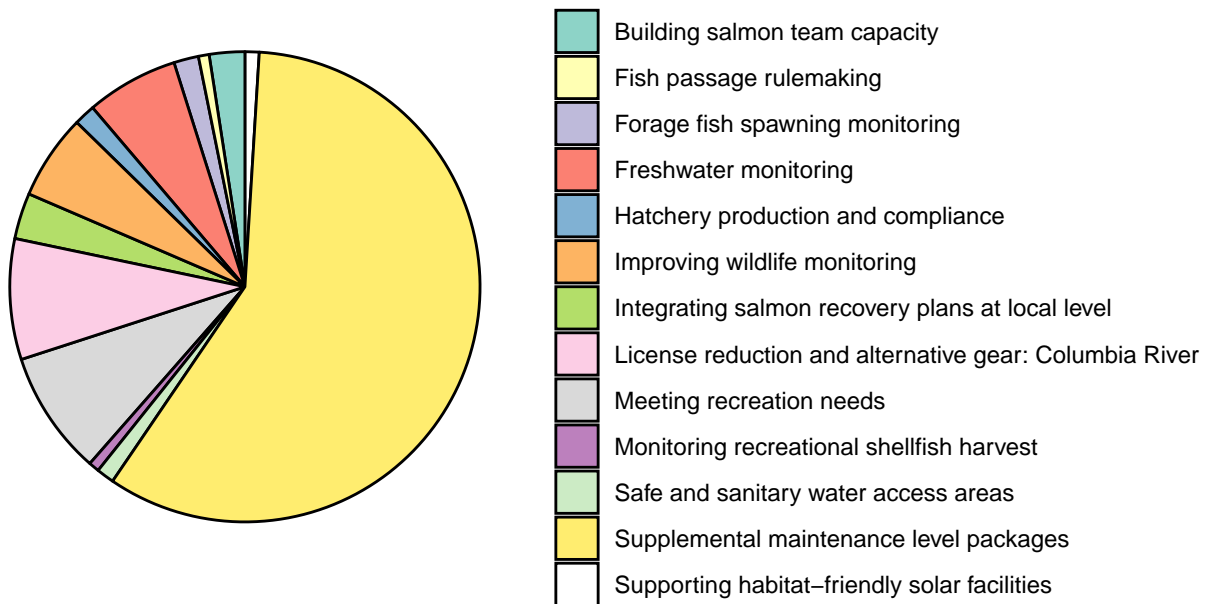 Building salmon team capacity
Fish passage rulemaking
Forage fish spawning monitoring
Freshwater monitoring
Hatchery production and compliance
Improving wildlife monitoring
Integrating salmon recovery plans at local level
License reduction and alternative gear: Columbia River
Meeting recreation needs
Monitoring recreational shellfish harvest
Safe and sanitary water access areas
Supplemental maintenance level packages
Supporting habitat−friendly solar facilities